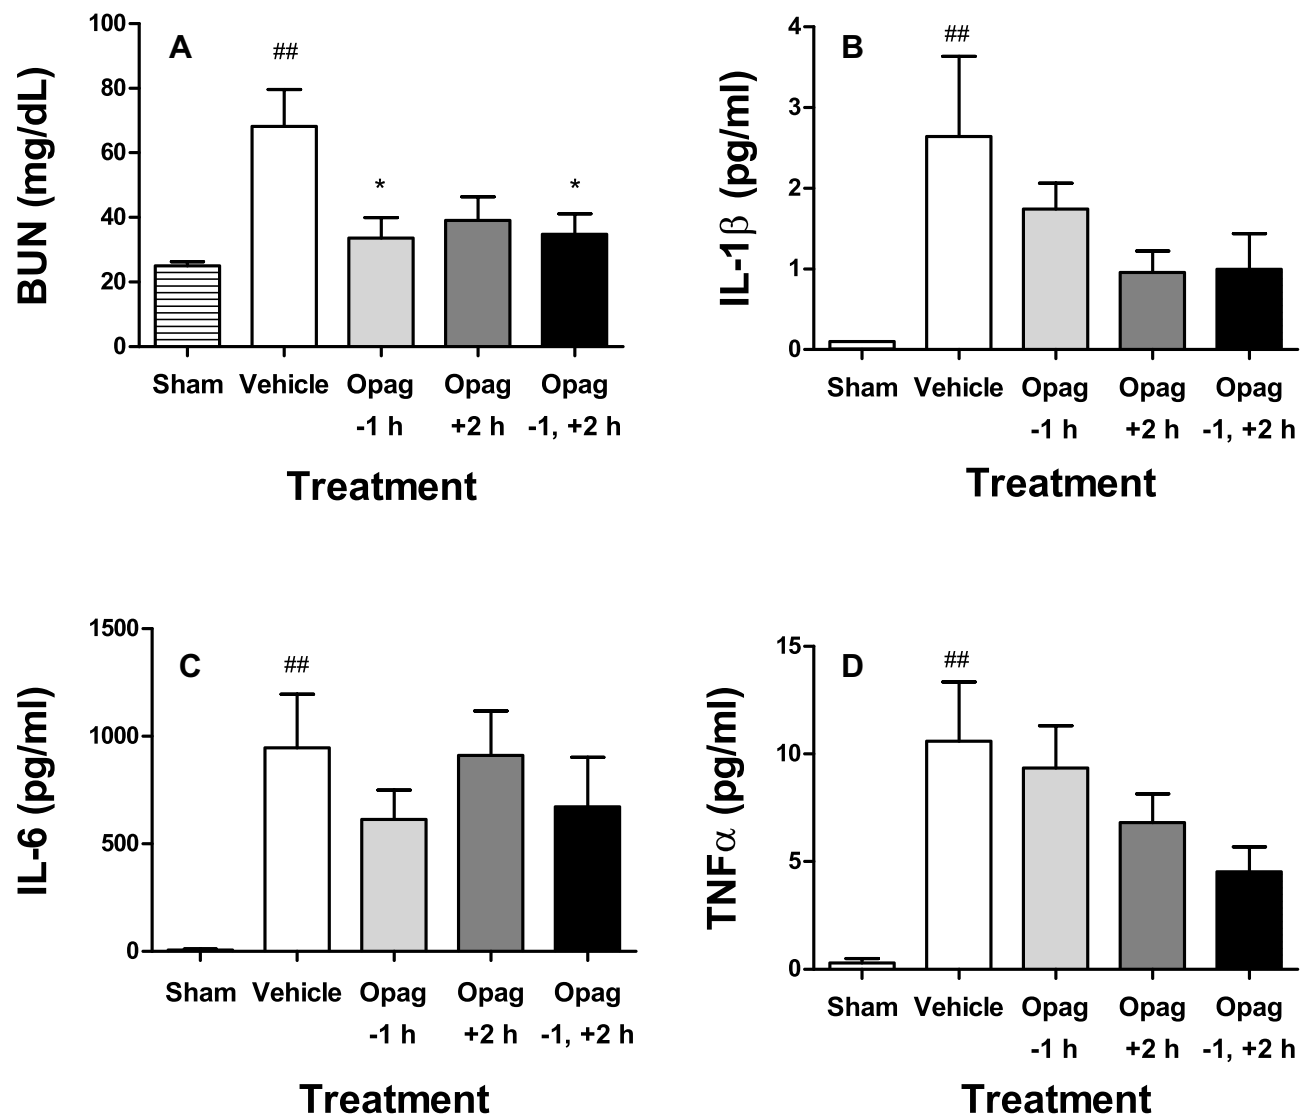 A
BUN (mg/dL)
100
80
60
40
20
0
##
*
*
Sham Vehicle Opag Opag Opag
-1 h +2 h -1, +2 h
Treatment
B
IL-1β (pg/ml)
4
3
2
1
0
##
Sham Vehicle Opag Opag Opag
-1 h +2 h -1, +2 h
Treatment
C
IL-6 (pg/ml)
1500
1000
500
0
##
Sham Vehicle Opag Opag Opag
-1 h +2 h -1, +2 h
Treatment
D
TNFα (pg/ml)
15
10
5
0
##
Sham Vehicle Opag Opag Opag
-1 h +2 h -1, +2 h
Treatment